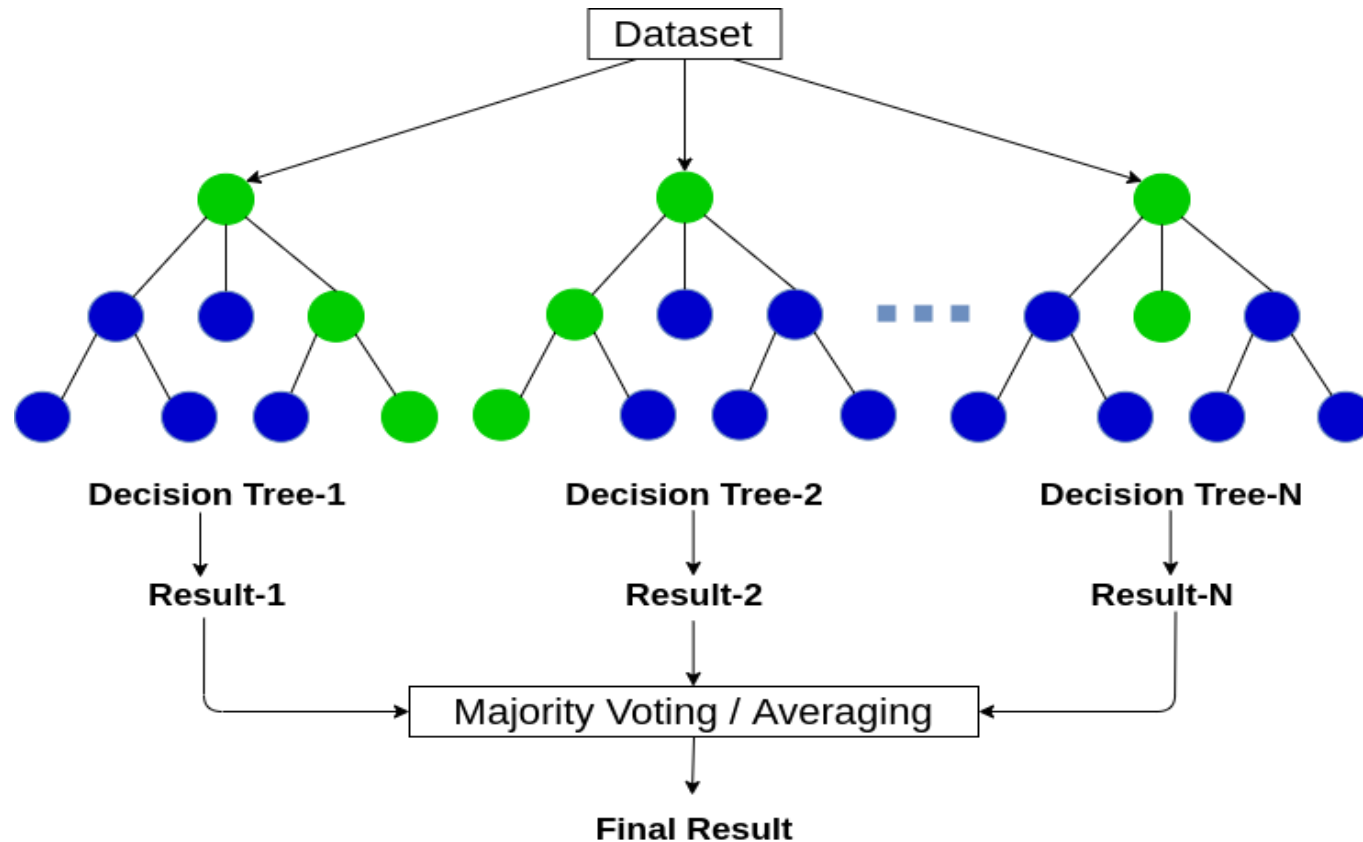 Dataset
Decision Tree-1
Decision Tree-2
Decision Tree-N
Result-1
Result-2
Result-N
Majority Voting / Averaging
Final Result